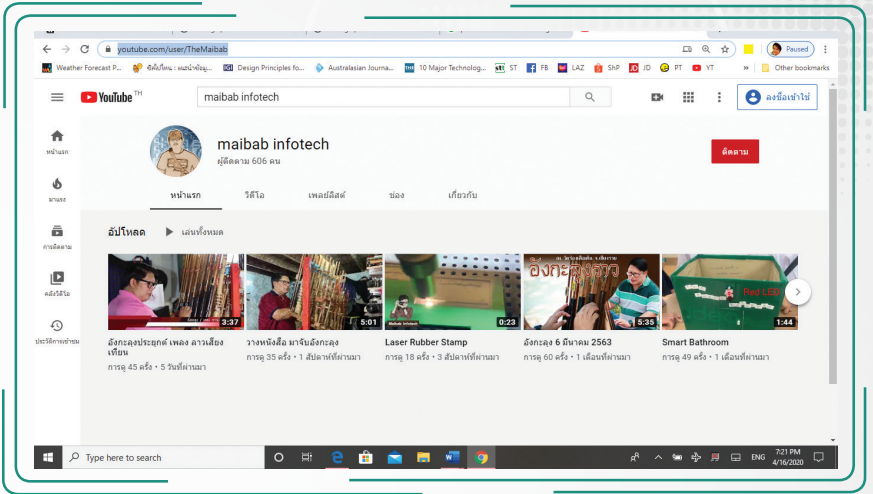 youtube.com/user/TheMaibab
Paused
Weather Forecast P...
Design Principles fo...
Australasian Journa...
10 Major Technolog...
ST
FB
LAZ
ShP
JD
PT
YT
»
Other bookmarks
YouTube TH
maibab infotech
ลงชื่อเข้าใช้
หน้าแรก
มาแรง
การติดตาม
คลังวิดีโอ
ประวัติการเข้าชม
maibab infotech
ผู้ติดตาม 606 คน
ติดตาม
หน้าแรก
วิดีโอ
เพลย์ลิสต์
ช่อง
เกี่ยวกับ
อัปโหลด
เล่นทั้งหมด
3:37
อังกะลุงประยุกต์ เพลง ลาวเสี่ยงเทียน
การดู 45 ครั้ง • 5 วันที่ผ่านมา
5:01
วางหนังสือ มาจับอังกะลุง
การดู 35 ครั้ง • 1 สัปดาห์ที่ผ่านมา
Maibab Infotech
0:23
Laser Rubber Stamp
การดู 18 ครั้ง • 3 สัปดาห์ที่ผ่านมา
5:35
อังกะลุง 6 มีนาคม 2563
การดู 60 ครั้ง • 1 เดือนที่ผ่านมา
Red LED
1:44
Smart Bathroom
การดู 49 ครั้ง • 1 เดือนที่ผ่านมา
Type here to search
ENG
7:21 PM
4/16/2020